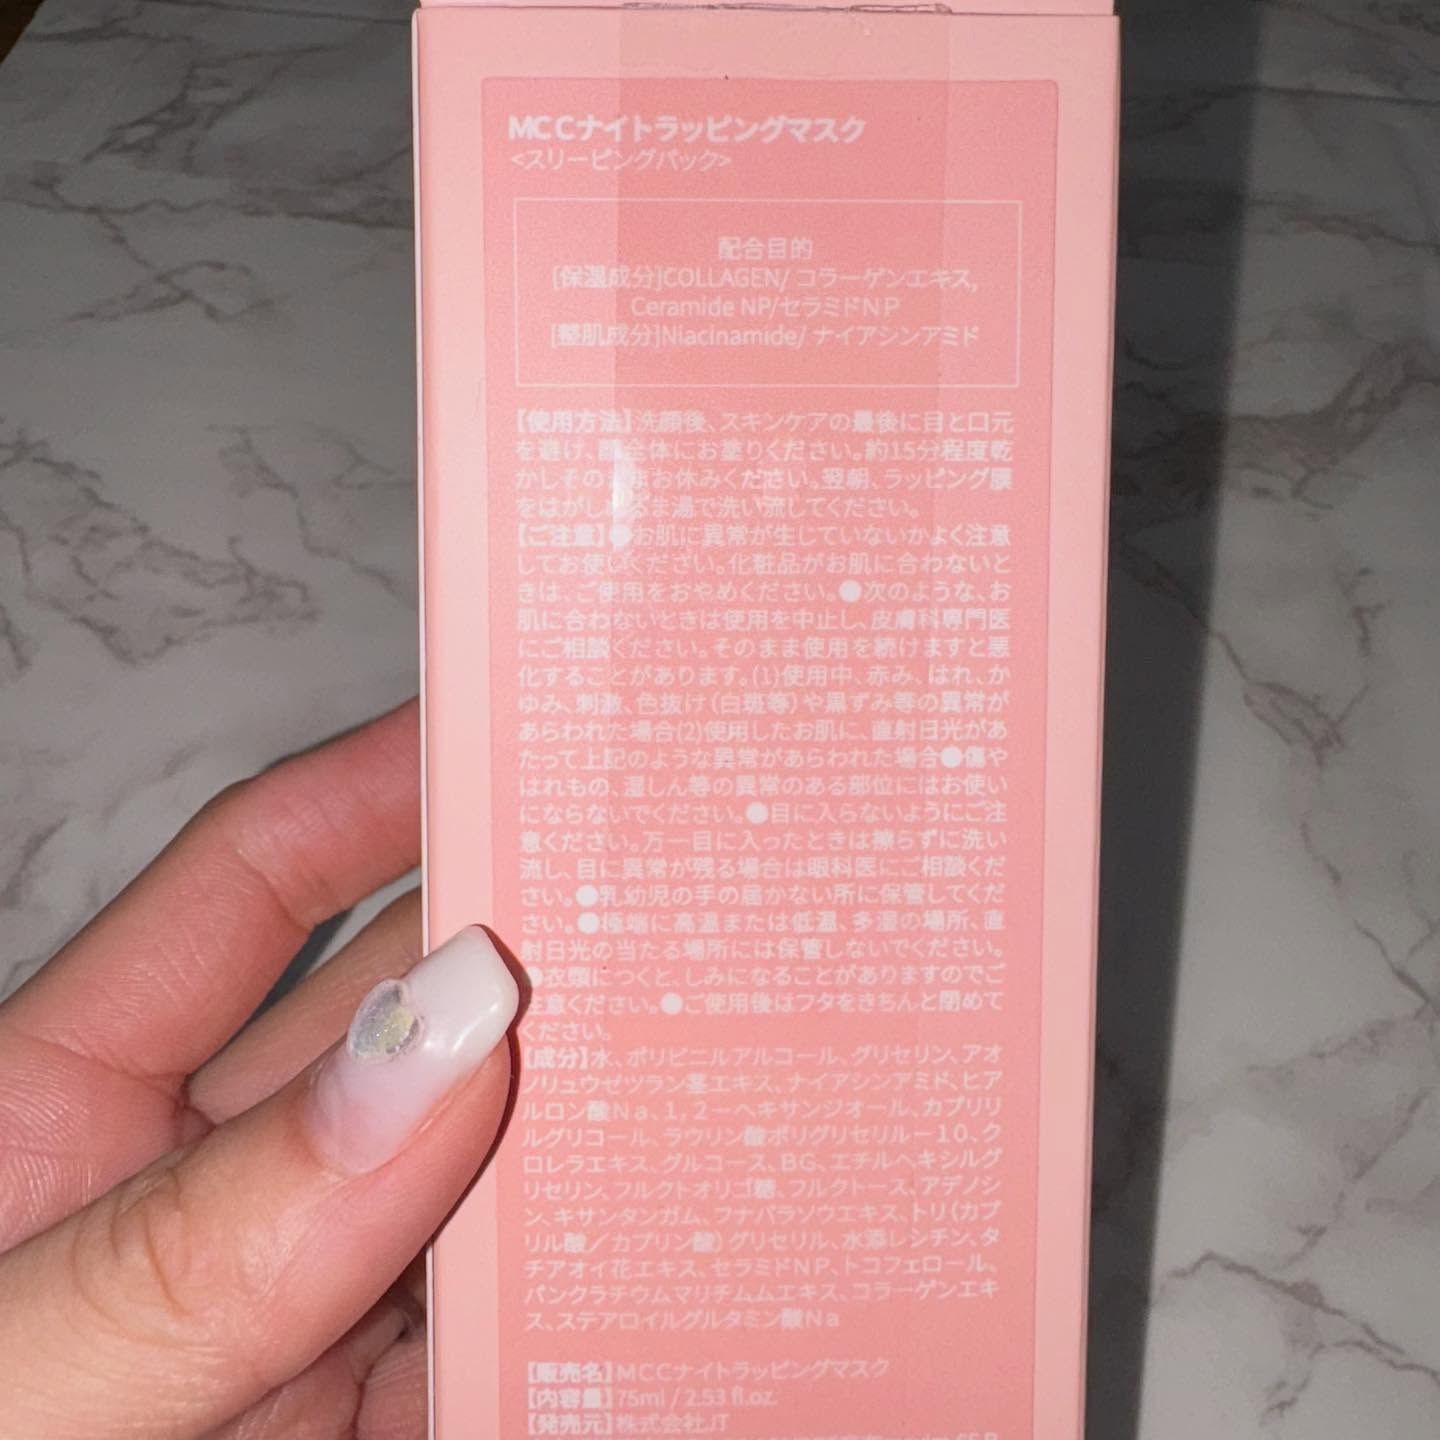 MCCナイトラッピングマスク
<スリーピングパック>
配合目的
[保湿成分]COLLAGEN/ コラーゲンエキス,
Ceramide NP/セラミドNP
[整肌成分]Niacinamide/ ナイアシンアミド
【使用方法】洗顔後、スキンケアの最後に目と口元
を避け、顔全体にお塗りください。約15分程度乾
かしそのままお休みください。翌朝、ラッピング膜
をはがしぬるま湯で洗い流してください。
【ご注意】●お肌に異常が生じていないかよく注意
してお使いください。化粧品がお肌に合わないと
きは、ご使用をおやめください。●次のような、お
肌に合わないときは使用を中止し、皮膚科専門医
にご相談ください。そのまま使用を続けますと悪
化することがあります。(1)使用中、赤み、はれ、か
ゆみ、刺激、色抜け(白斑等)や黒ずみ等の異常が
あらわれた場合(2)使用したお肌に、直射日光があ
たって上記のような異常があらわれた場合●傷や
はれもの、湿しん等の異常のある部位にはお使い
にならないでください。●目に入らないようにご注
意ください。万一目に入ったときは擦らずに洗い
流し、目に異常が残る場合は眼科医にご相談くだ
さい。●乳幼児の手の届かない所に保管してくだ
さい。●極端に高温または低温、多湿の場所、直
射日光の当たる場所には保管しないでください。
●衣類につくと、しみになることがありますのでご
注意ください。●ご使用後はフタをきちんと閉めて
ください。
【成分】水、ポリビニルアルコール、グリセリン、アオ
ノリュウゼツラン茎エキス、ナイアシンアミド、ヒア
ルロン酸Na、1,2-ヘキサンジオール、カプリリ
ルグリコール、ラウリン酸ポリグリセリル-10、ク
ロレラエキス、グルコース、BG、エチルヘキシルグ
リセリン、フルクトオリゴ糖、フルクトース、アデノシ
ン、キサンタンガム、フナバラソウエキス、トリ(カプ
リル酸/カプリン酸)グリセリル、水添レシチン、タ
チアオイ花エキス、セラミドNP、トコフェロール、
パンクラチウムマリチムムエキス、コラーゲンエキ
ス、ステアロイルグルタミン酸Na
【販売名】MCCナイトラッピングマスク
【内容量】75ml / 2.53 fl.oz.
【発売元】株式会社JT